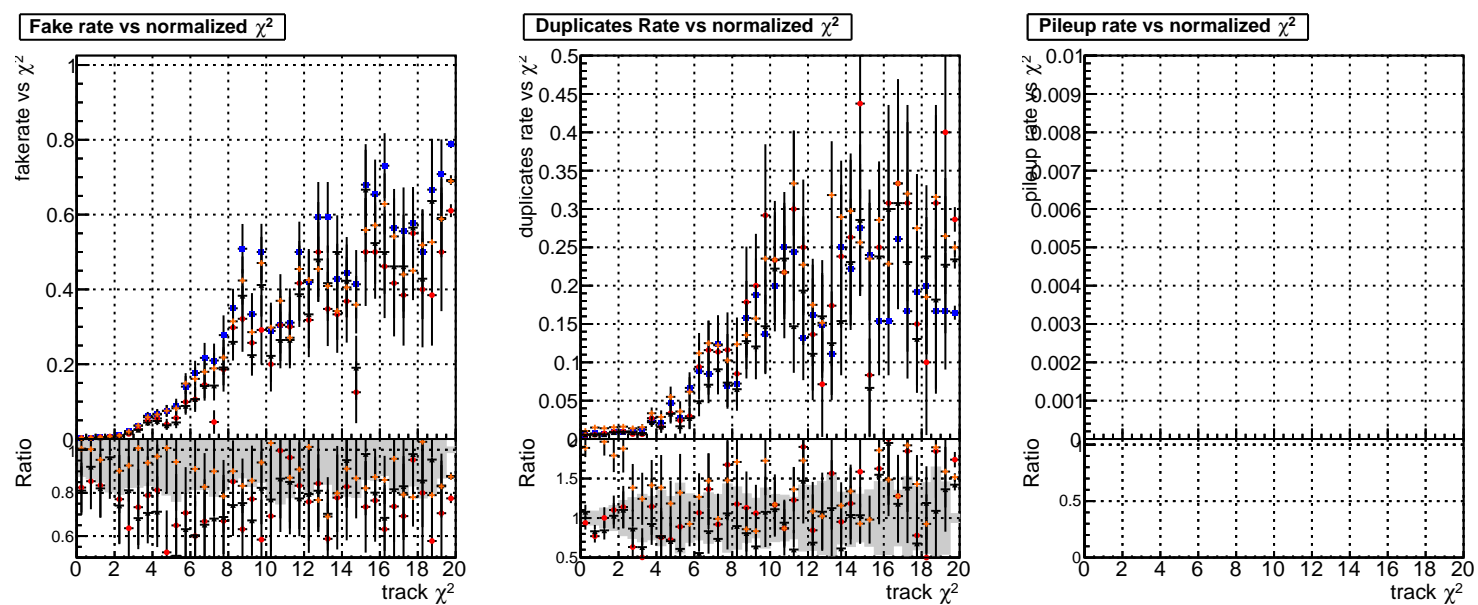 Fake rate vs normalized χ²
fakerate vs χ²
1
0.8
0.6
0.4
0.2
0
Ratio
1
0.8
0.6
0 2 4 6 8 10 12 14 16 18 20
track χ²
Duplicates Rate vs normalized χ²
duplicates rate vs χ²
0.5
0.45
0.4
0.35
0.3
0.25
0.2
0.15
0.1
0.05
0
Ratio
1.5
1
0.5
0 2 4 6 8 10 12 14 16 18 20
track χ²
Pileup rate vs normalized χ²
pileup rate vs χ²
0.01
0.009
0.008
0.007
0.006
0.005
0.004
0.003
0.002
0.001
0
Ratio
1
0.5
0
0 2 4 6 8 10 12 14 16 18 20
track χ²